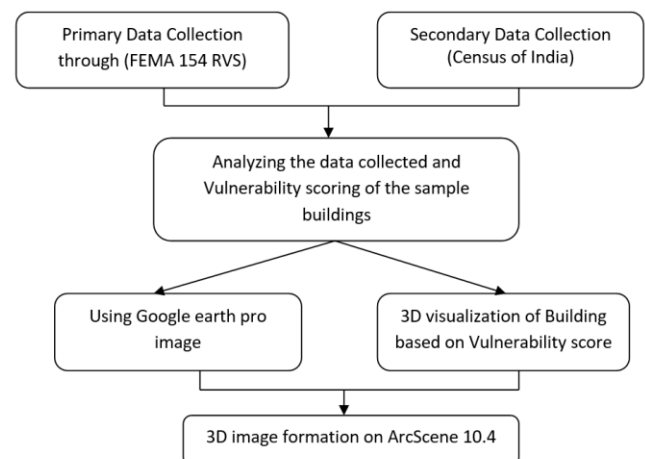 Primary Data Collection
through (FEMA 154 RVS)
Secondary Data Collection
(Census of India)
Analyzing the data collected and
Vulnerability scoring of the sample
buildings
Using Google earth pro
image
3D visualization of Building
based on Vulnerability score
3D image formation on ArcScene 10.4